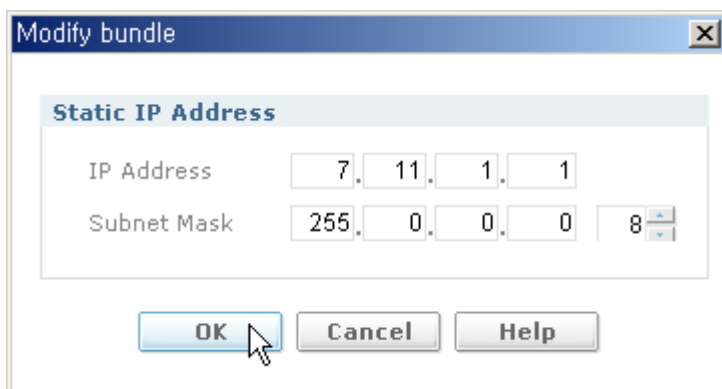 Modify bundle
Static IP Address
IP Address 7. 11. 1. 1
Subnet Mask 255. 0. 0. 0 8
OK Cancel Help